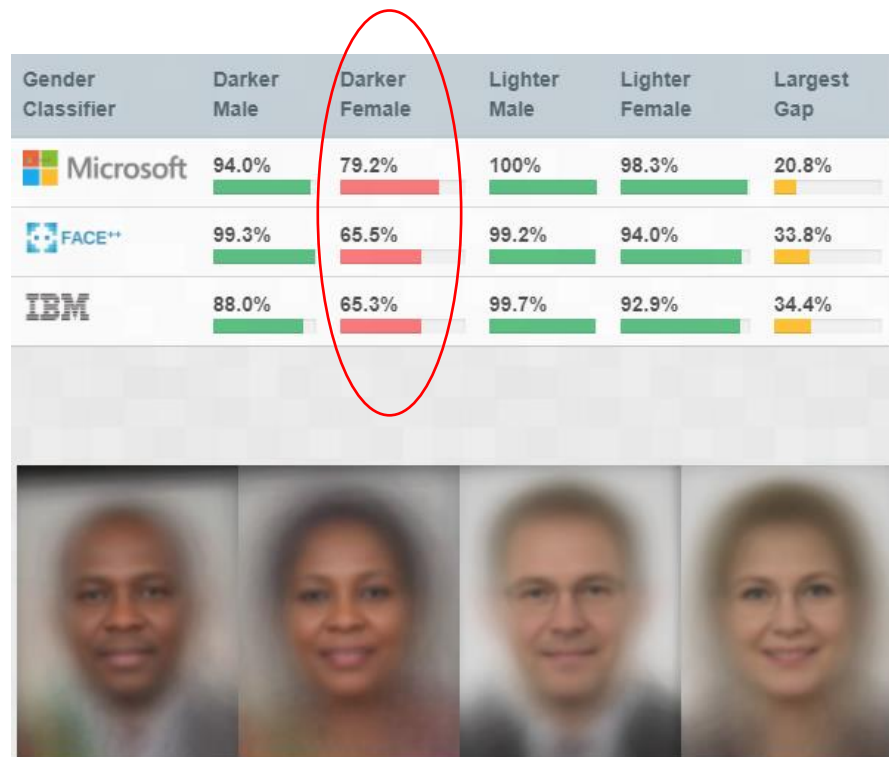 Gender Classifier Darker Male Darker Female Lighter Male Lighter Female Largest Gap
Microsoft 94.0% 79.2% 100% 98.3% 20.8%
FACE++ 99.3% 65.5% 99.2% 94.0% 33.8%
IBM 88.0% 65.3% 99.7% 92.9% 34.4%